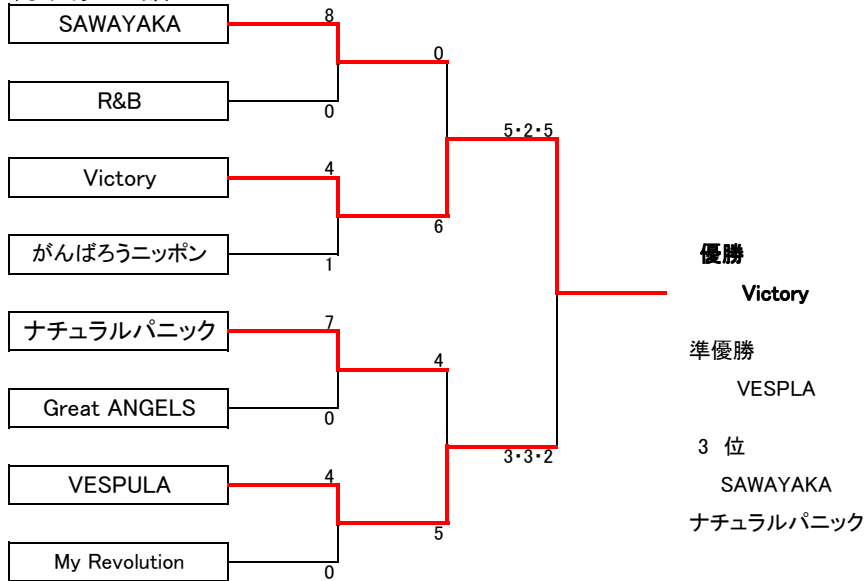 SAWAYAKA
8
0
R&B
0
5・2・5
Victory
4
6
がんばろうニッポン
1
優勝
Victory
ナチュラルパニック
7
4
準優勝
VESPLA
Great ANGELS
0
3・3・2
3 位
VESPULA
4
SAWAYAKA
ナチュラルパニック
5
My Revolution
0